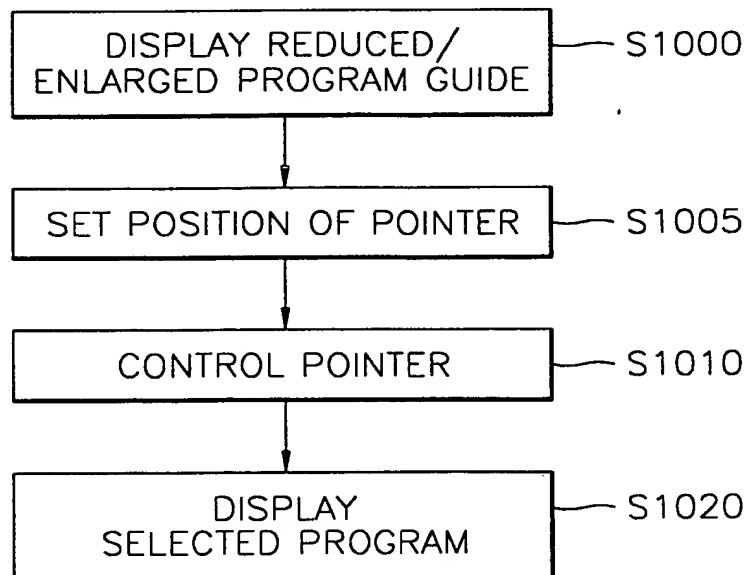 DISPLAY REDUCED/
ENLARGED PROGRAM GUIDE
S1000
SET POSITION OF POINTER
S1005
CONTROL POINTER
S1010
DISPLAY
SELECTED PROGRAM
S1020